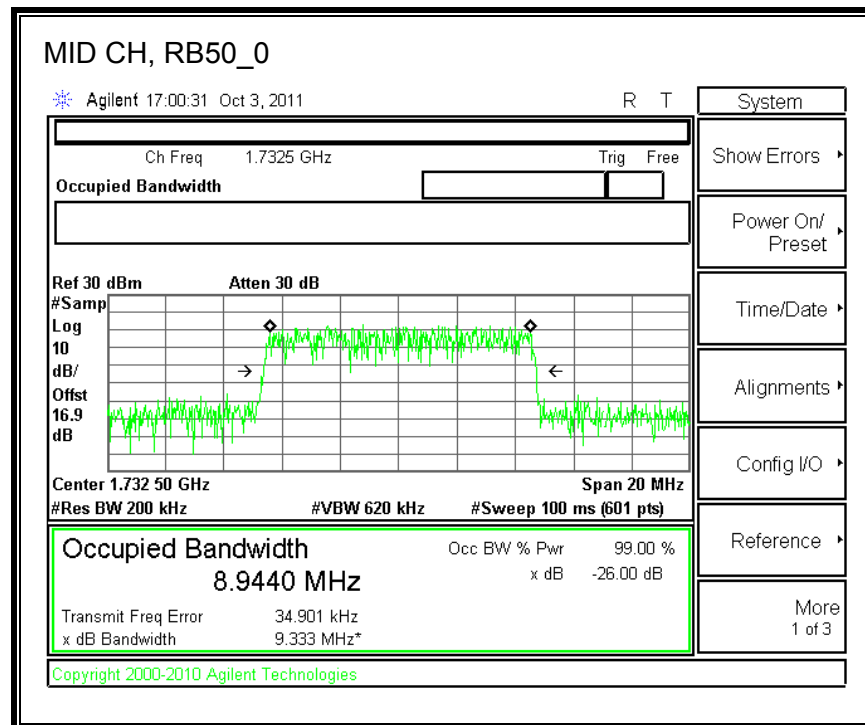 MID CH, RB50_0
Agilent 17:00:31 Oct 3, 2011 R T
System
Ch Freq 1.7325 GHz Trig Free
Occupied Bandwidth
Show Errors
Power On/
Preset
Time/Date
Alignments
Config I/O
Reference
More
1 of 3
Ref 30 dBm Atten 30 dB
#Samp
Log
10
dB/
Offst
16.9
dB
Center 1.732 50 GHz Span 20 MHz
#Res BW 200 kHz #VBW 620 kHz #Sweep 100 ms (601 pts)
Occupied Bandwidth Occ BW % Pwr 99.00 %
8.9440 MHz x dB -26.00 dB
Transmit Freq Error 34.901 kHz
x dB Bandwidth 9.333 MHz*
Copyright 2000-2010 Agilent Technologies